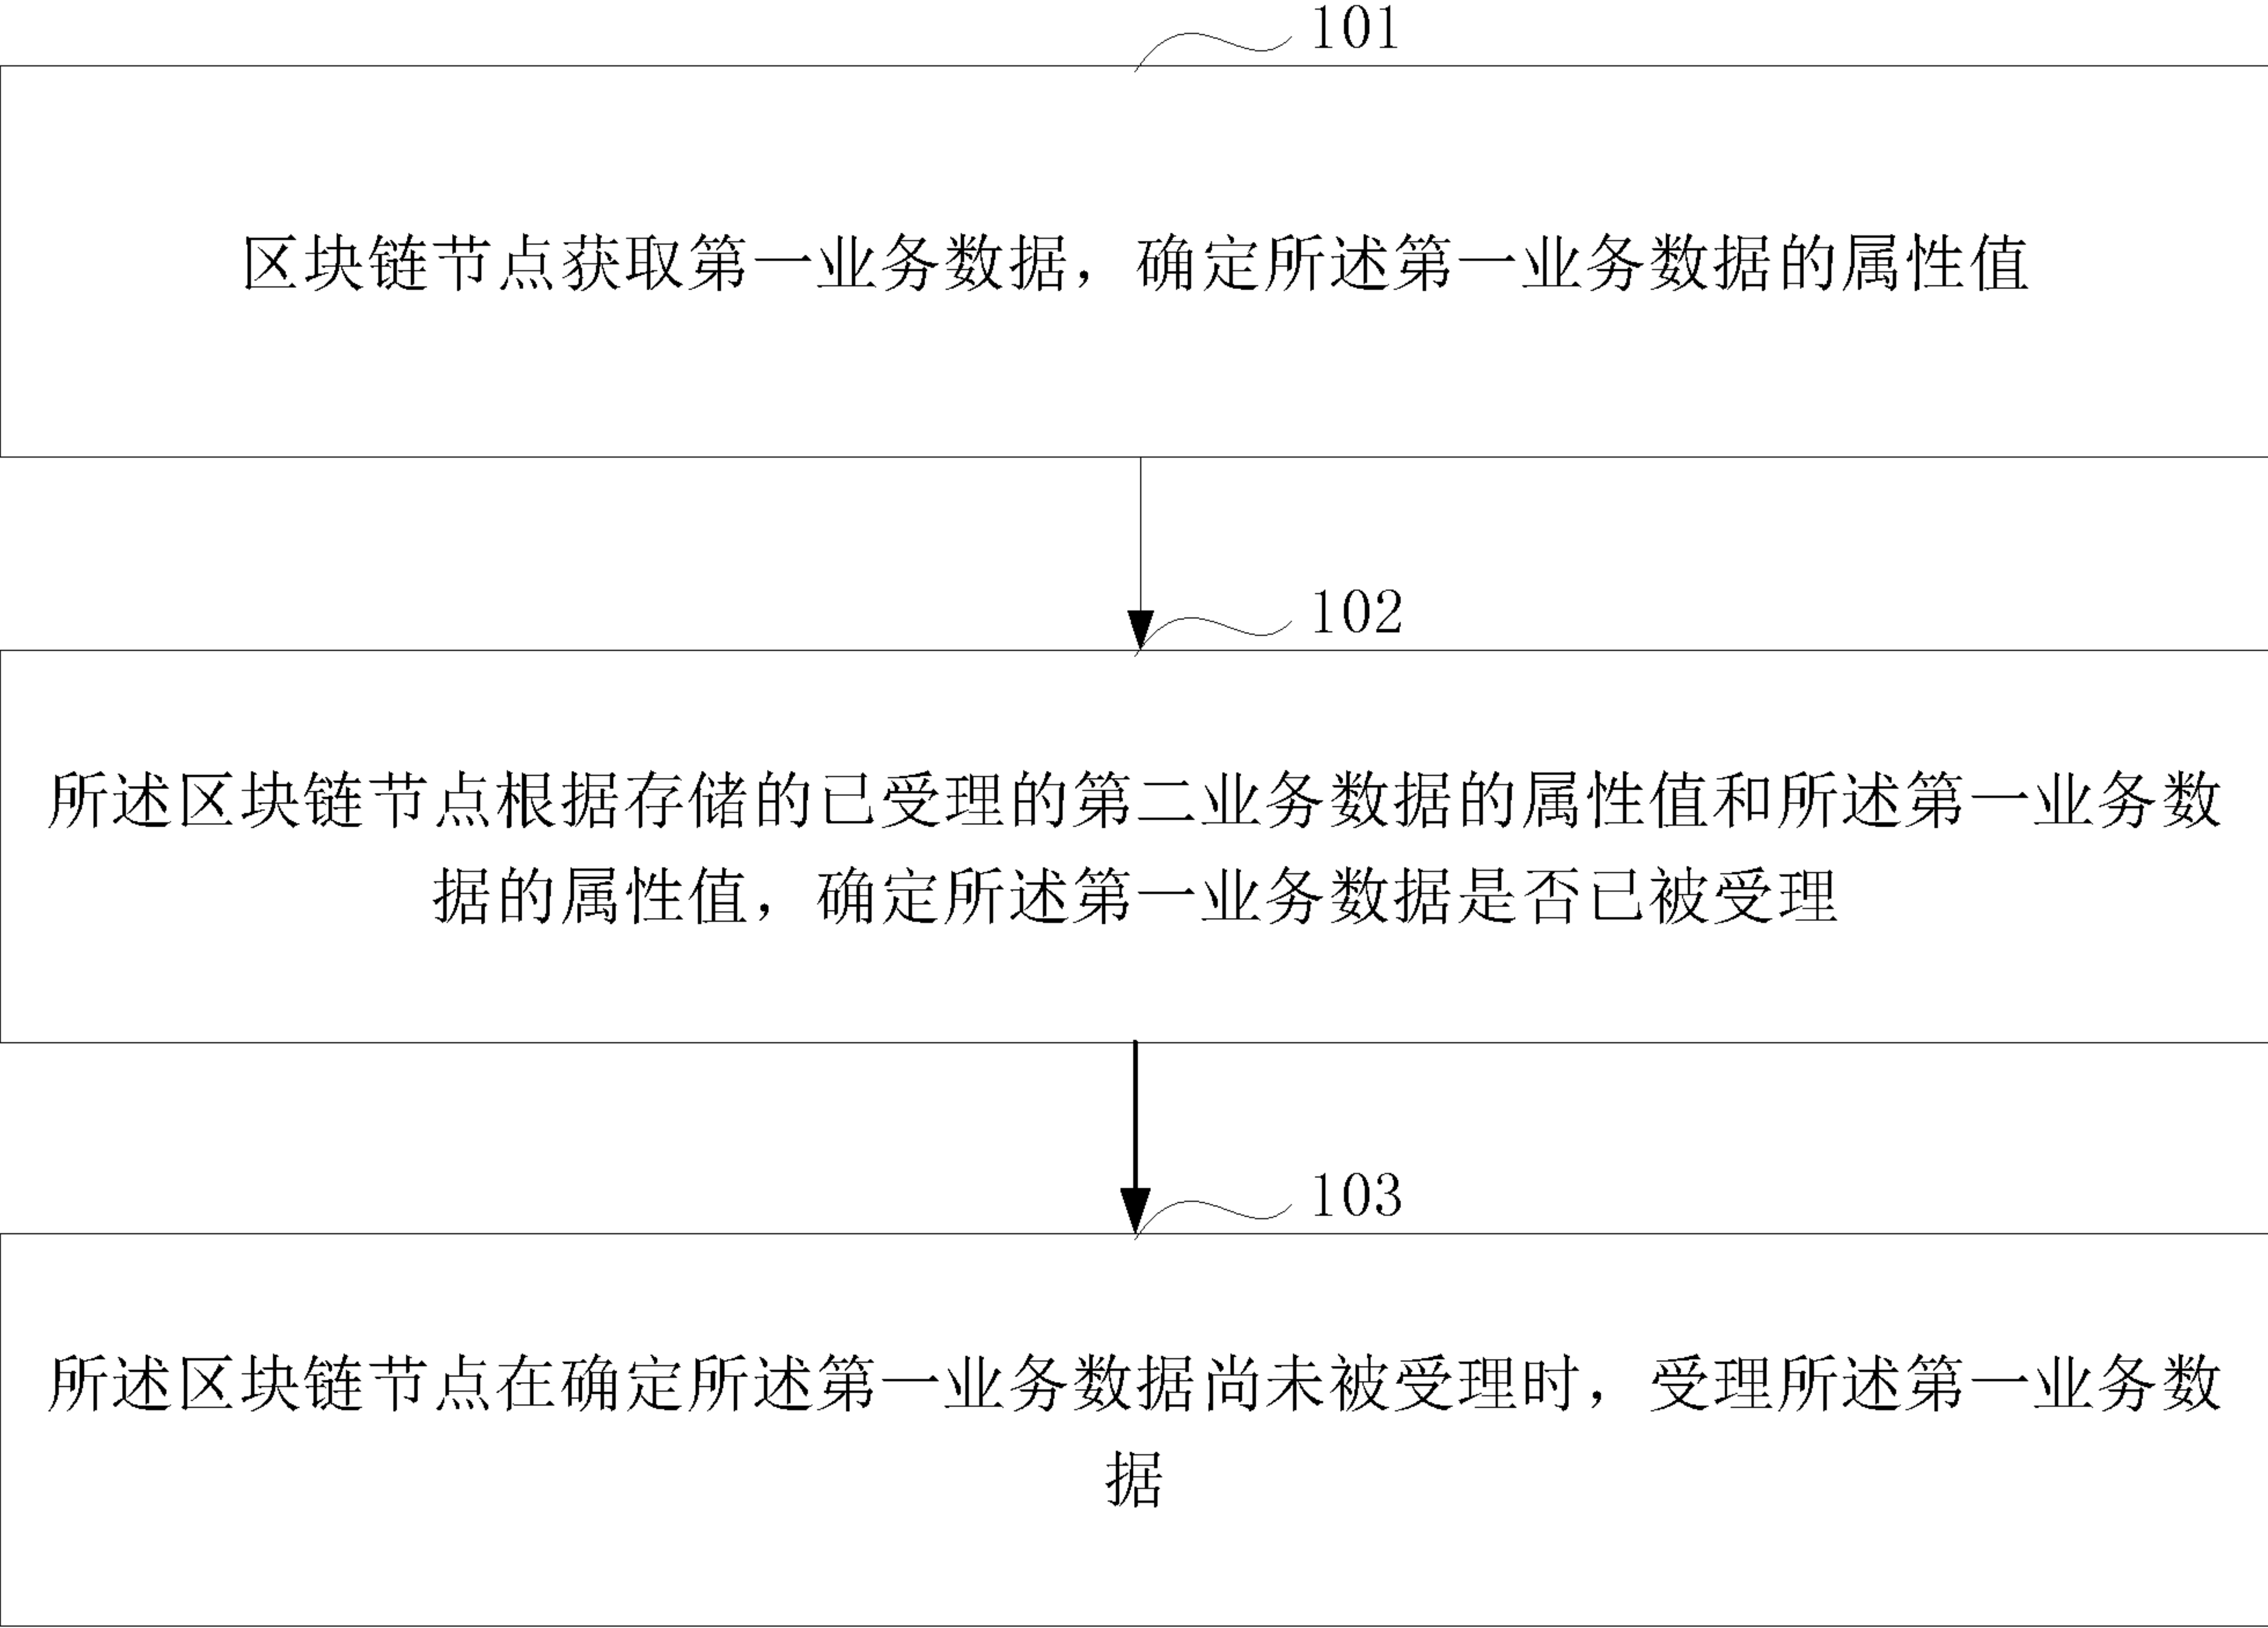 101
区块链节点获取第一业务数据，确定所述第一业务数据的属性值
102
所述区块链节点根据存储的已受理的第二业务数据的属性值和所述第一业务数
据的属性值，确定所述第一业务数据是否已被受理
103
所述区块链节点在确定所述第一业务数据尚未被受理时，受理所述第一业务数
据